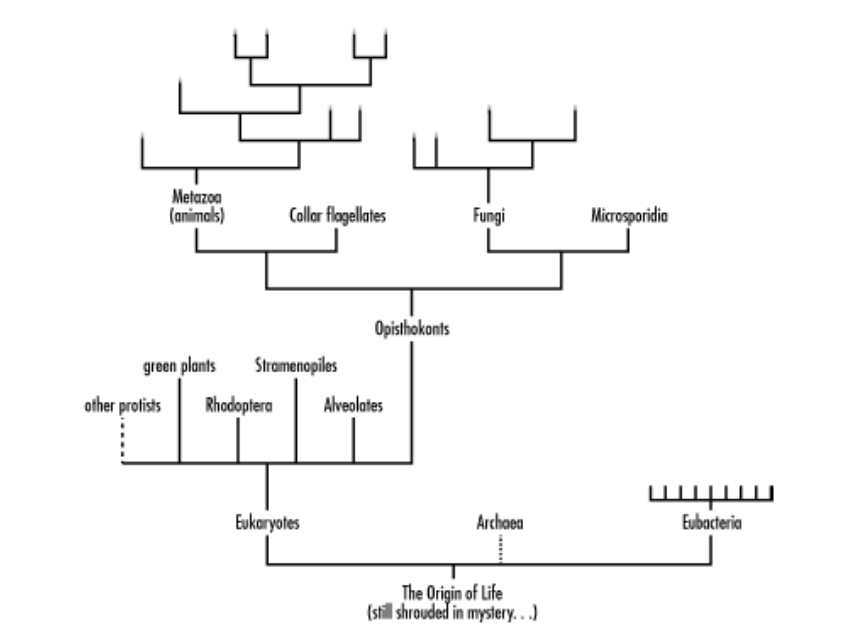 Metazoa
(animals)
Collar flagellates
Fungi
Microsporidia
Opisthokonts
green plants
Stramenopiles
other protists
Rhodoptera
Alveolates
Eukaryotes
Archaea
Eubacteria
The Origin of Life
(still shrouded in mystery. . .)